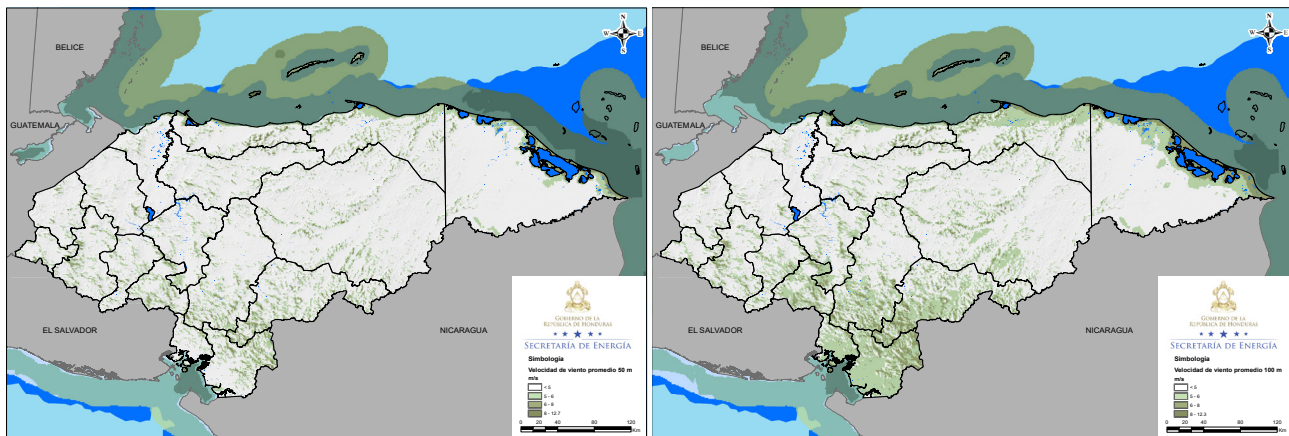 N
W E
S
BELICE
GUATEMALA
EL SALVADOR
NICARAGUA
GOBIERNO DE LA
REPÚBLICA DE HONDURAS
SECRETARÍA DE ENERGÍA
Simbología
Velocidad de viento promedio 50 m
m/s
< 5
5 - 6
6 - 8
8 - 12.7
0 20 40 80 120
Km
N
W E
S
BELICE
GUATEMALA
EL SALVADOR
NICARAGUA
GOBIERNO DE LA
REPÚBLICA DE HONDURAS
SECRETARÍA DE ENERGÍA
Simbología
Velocidad de viento promedio 100 m
m/s
< 5
5 - 6
6 - 8
8 - 12.3
0 20 40 80 120
Km